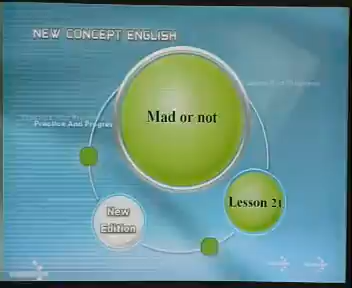 NEW CONCEPT ENGLISH
Mad or not
Practice And Progress
Lesson 21
New
Edition